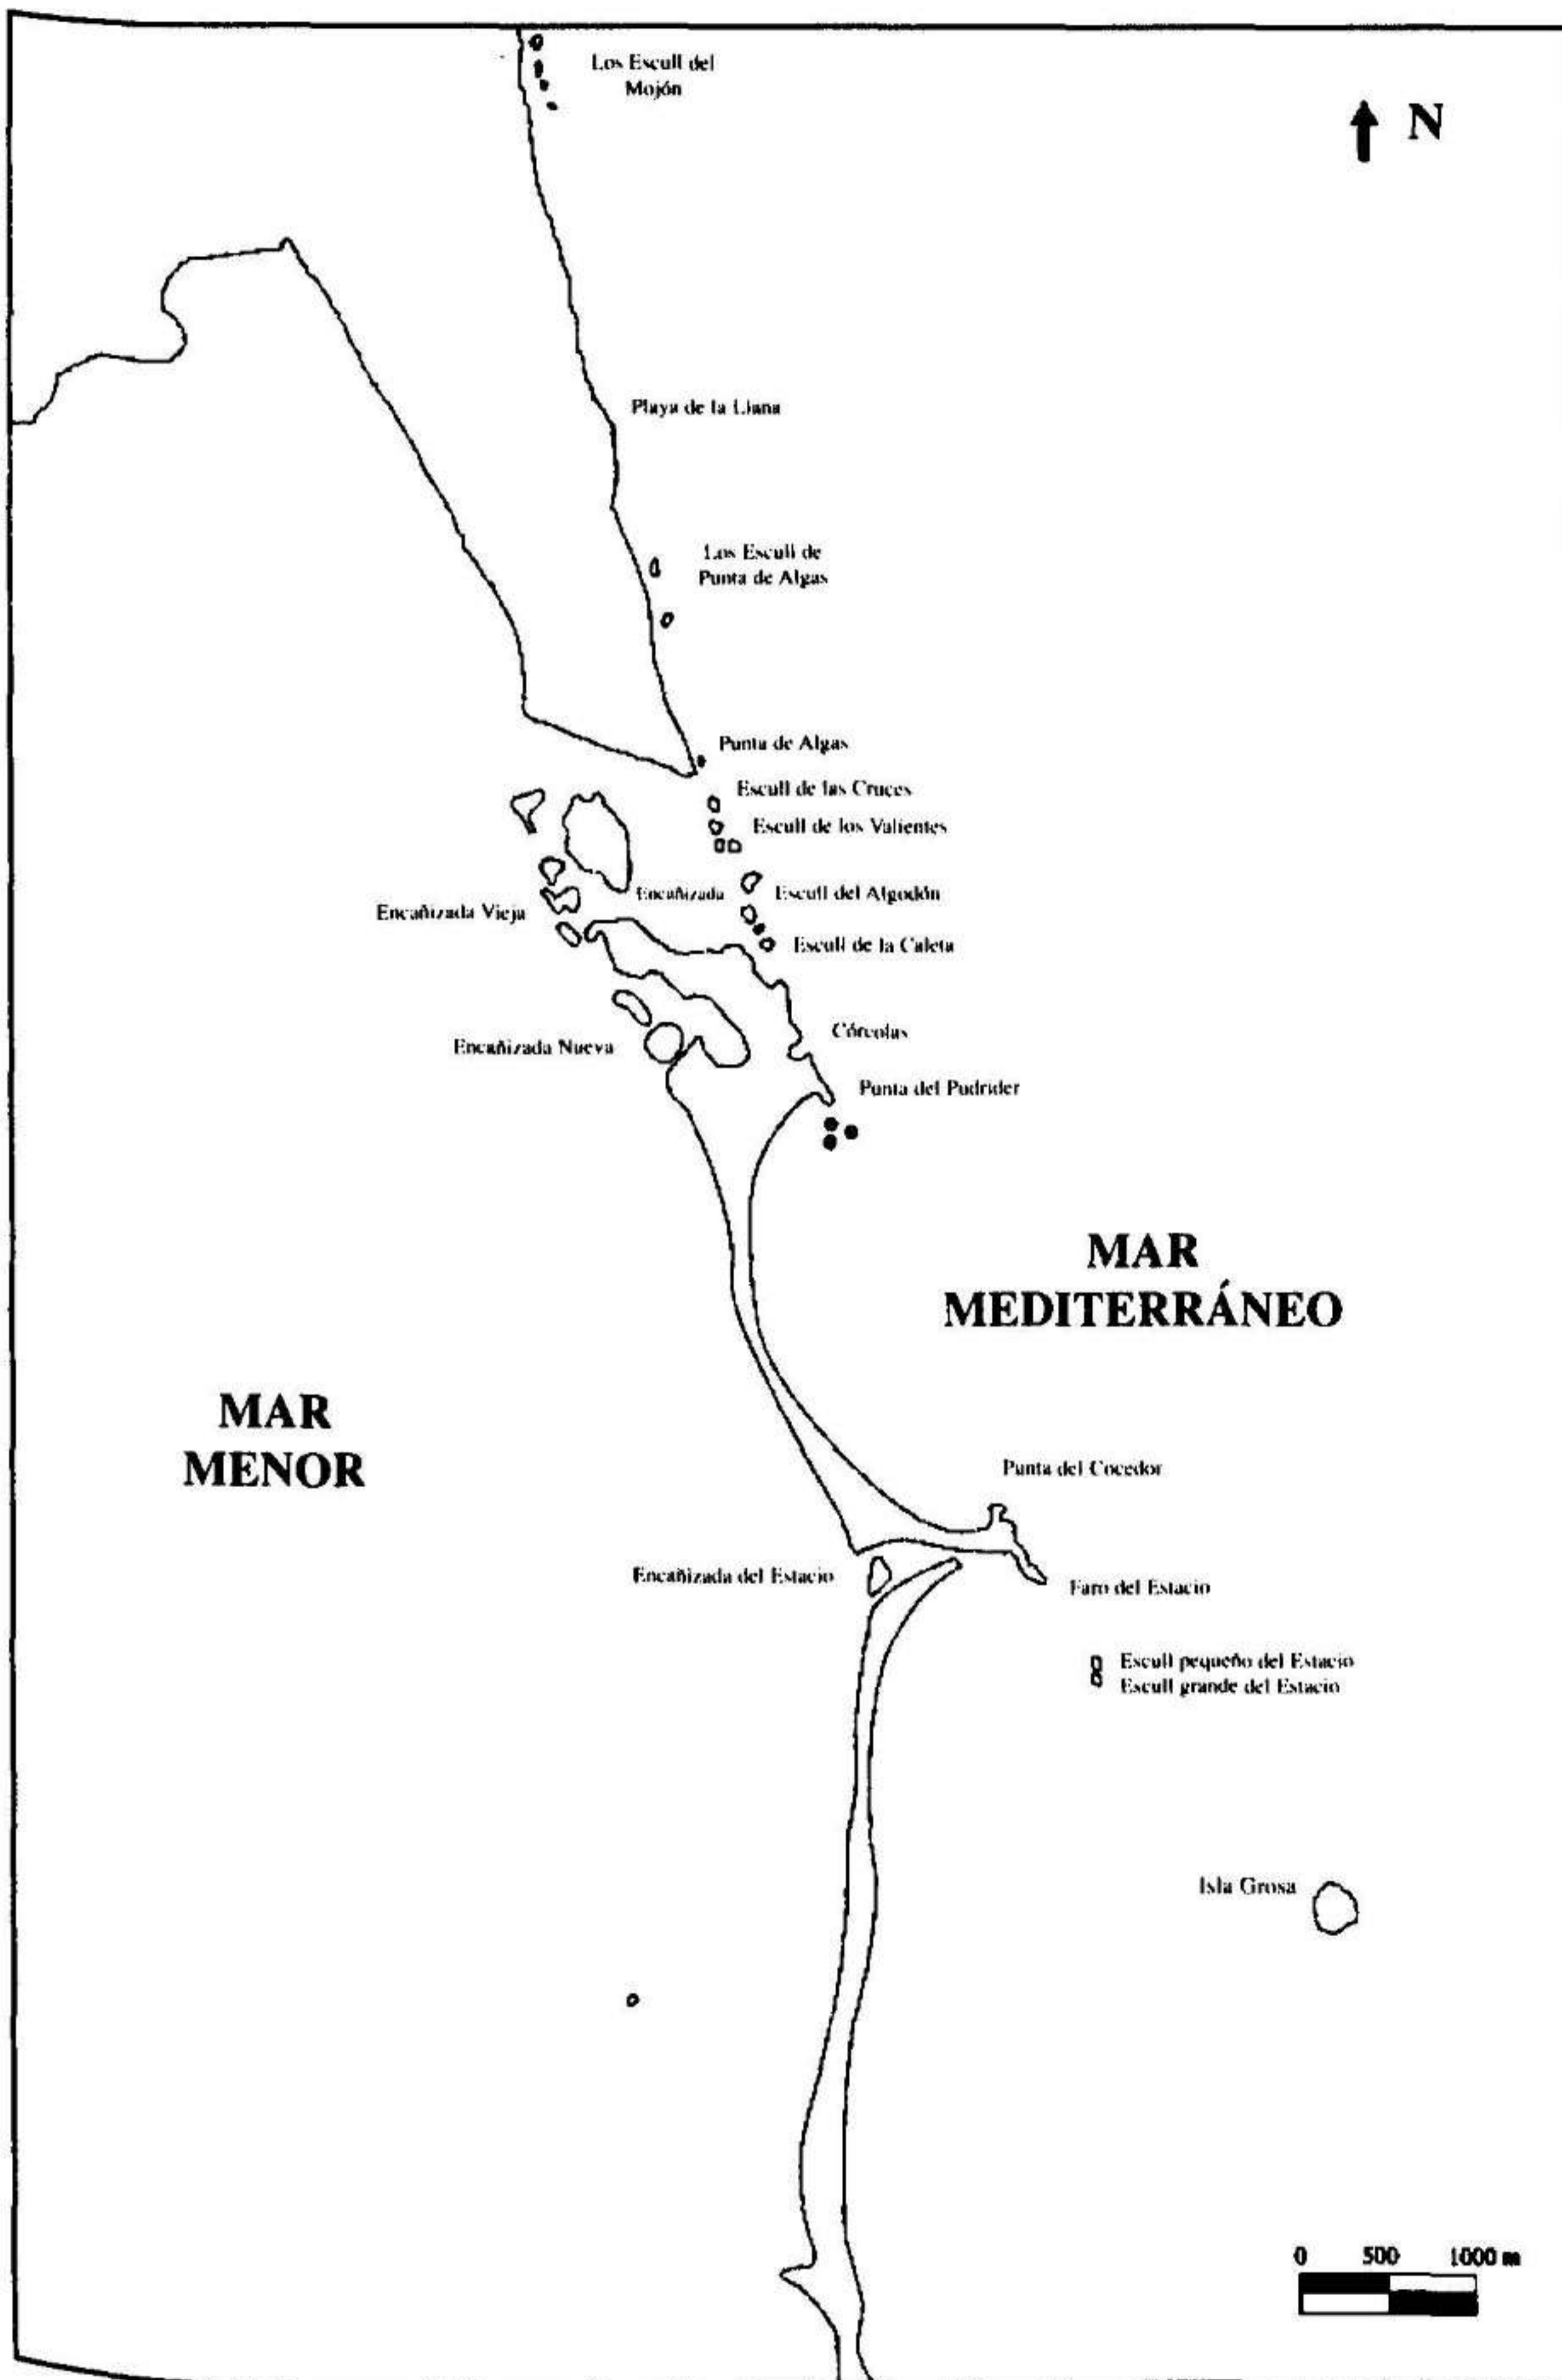 Los Escull del
Mojón
N
Playa de la Llana
Los Escull de
Punta de Algas
Punta de Algas
Escull de las Cruces
Escull de los Valientes
Encañizada
Escull del Algodón
Encañizada Vieja
Escull de la Caleta
Córcolas
Encañizada Nueva
Punta del Pudrider
MAR
MEDITERRÁNEO
MAR
MENOR
Punta del Cocedor
Encañizada del Estacio
Faro del Estacio
Escull pequeño del Estacio
Escull grande del Estacio
Isla Grosa
0 500 1000 m